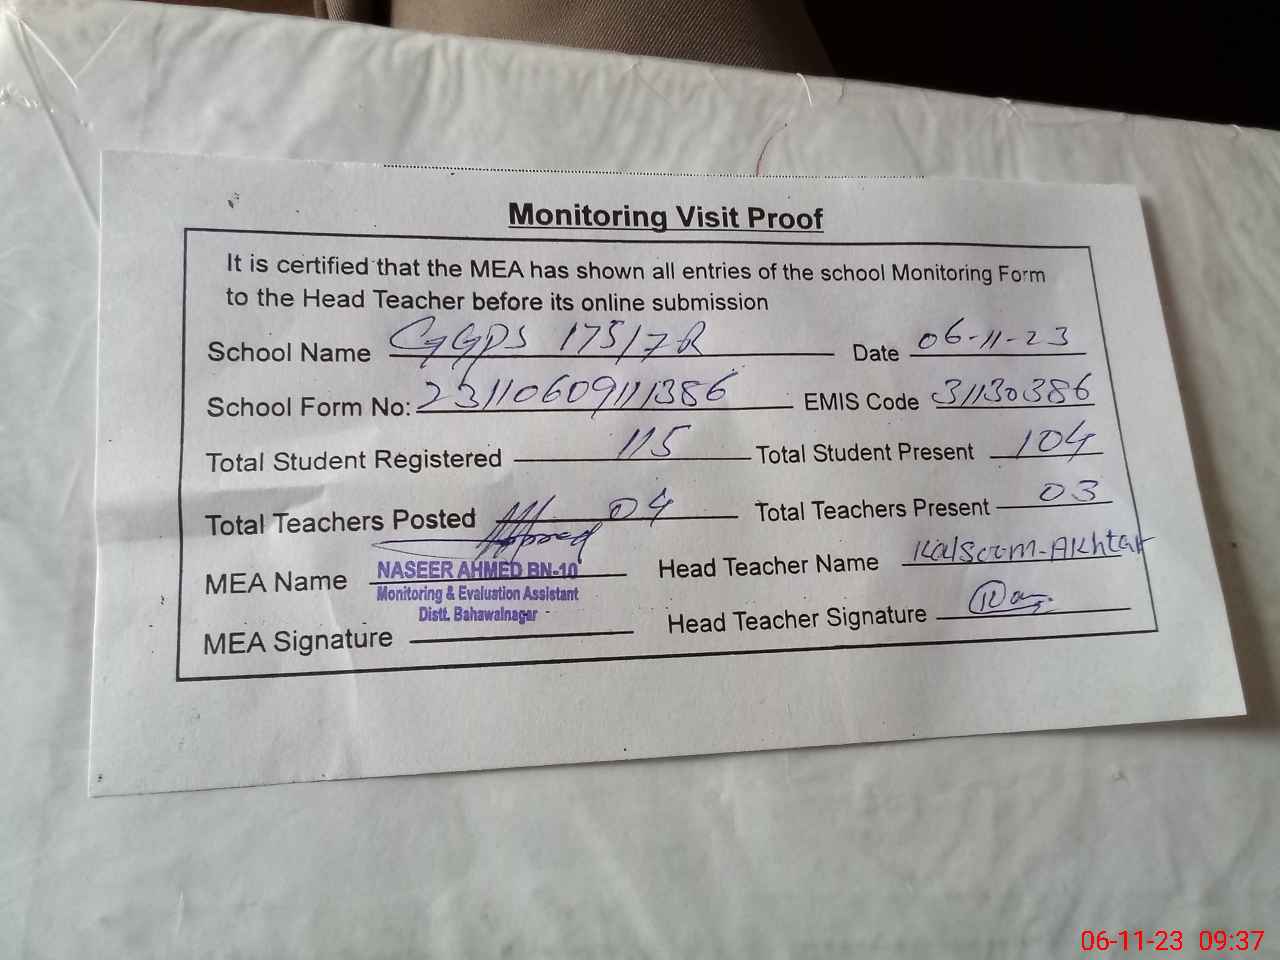 Monitoring Visit Proof
It is certified that the MEA has shown all entries of the school Monitoring Form
to the Head Teacher before its online submission
School Name GGPS 175/7R Date 06-11-23
School Form No: 23110609111386 EMIS Code 31130386
Total Student Registered 115 Total Student Present 104
Total Teachers Posted 04 Total Teachers Present 03
MEA Name NASEER AHMED BN-10 Head Teacher Name Kalsoom-Akhtar
Monitoring & Evaluation Assistant
Distt. Bahawalnagar
MEA Signature Head Teacher Signature
06-11-23 09:37